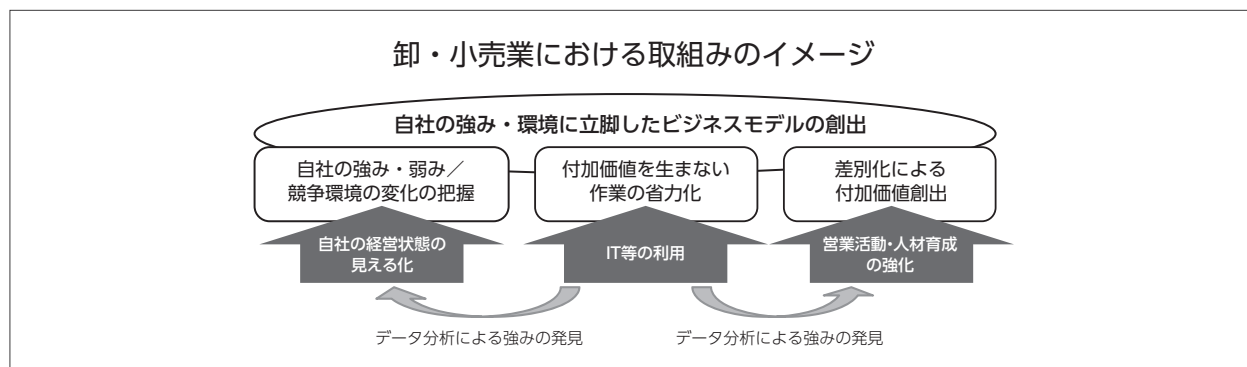 卸・小売業における取組みのイメージ
自社の強み・環境に立脚したビジネスモデルの創出
自社の強み・弱み／
競争環境の変化の把握
付加価値を生まない
作業の省力化
差別化による
付加価値創出
自社の経営状態の
見える化
IT等の利用
営業活動・人材育成
の強化
データ分析による強みの発見
データ分析による強みの発見